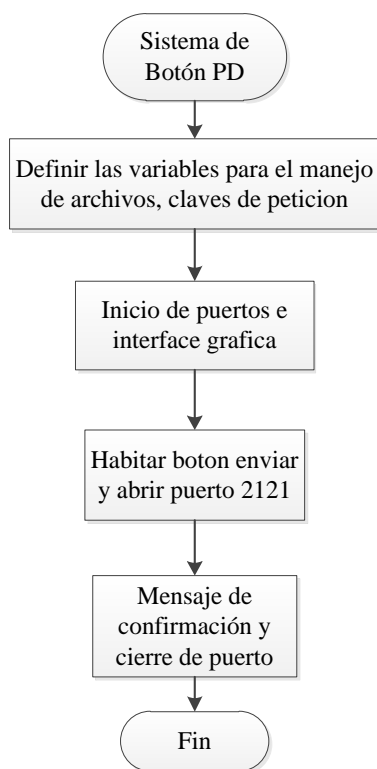 Sistema de
Botón PD
Definir las variables para el manejo
de archivos, claves de peticion
Inicio de puertos e
interface grafica
Habitar boton enviar
y abrir puerto 2121
Mensaje de
confirmación y
cierre de puerto
Fin